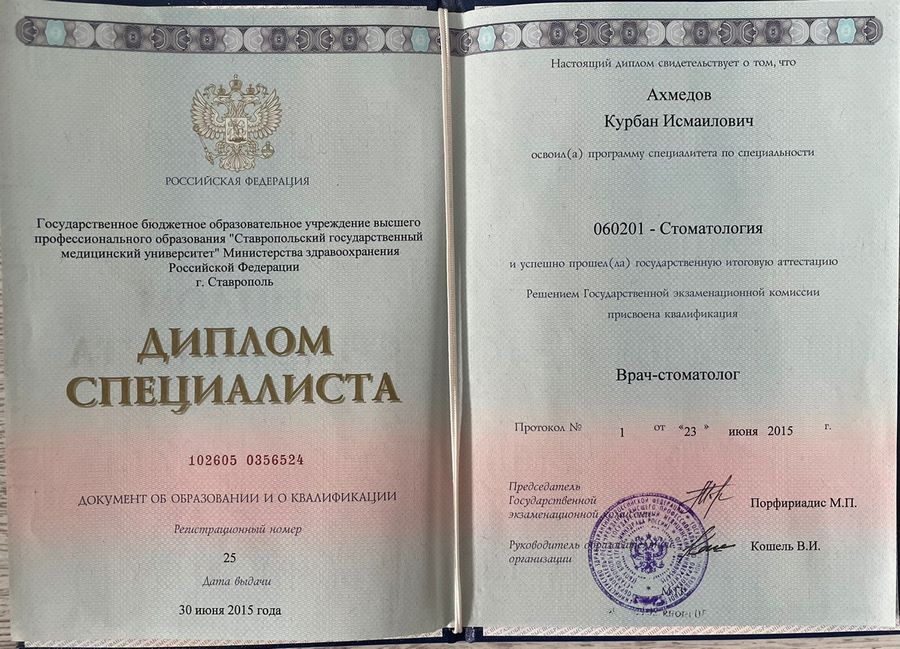 РОССИЙСКАЯ ФЕДЕРАЦИЯ
Государственное бюджетное образовательное учреждение высшего
профессионального образования "Ставропольский государственный
медицинский университет" Министерства здравоохранения
Российской Федерации
г. Ставрополь
ДИПЛОМ
СПЕЦИАЛИСТА
102605 0356524
ДОКУМЕНТ ОБ ОБРАЗОВАНИИ И О КВАЛИФИКАЦИИ
Регистрационный номер
25
Дата выдачи
30 июня 2015 года
Настоящий диплом свидетельствует о том, что
Ахмедов
Курбан Исмаилович
освоил(а) программу специалитета по специальности
060201 - Стоматология
и успешно прошел(ла) государственную итоговую аттестацию
Решением Государственной экзаменационной комиссии
присвоена квалификация
Врач-стоматолог
Протокол № 1 от «23» июня 2015 г.
Председатель
Государственной
экзаменационной комиссии Порфириадис М.П.
Руководитель образовательной Кошель В.И.
организации
М.П.